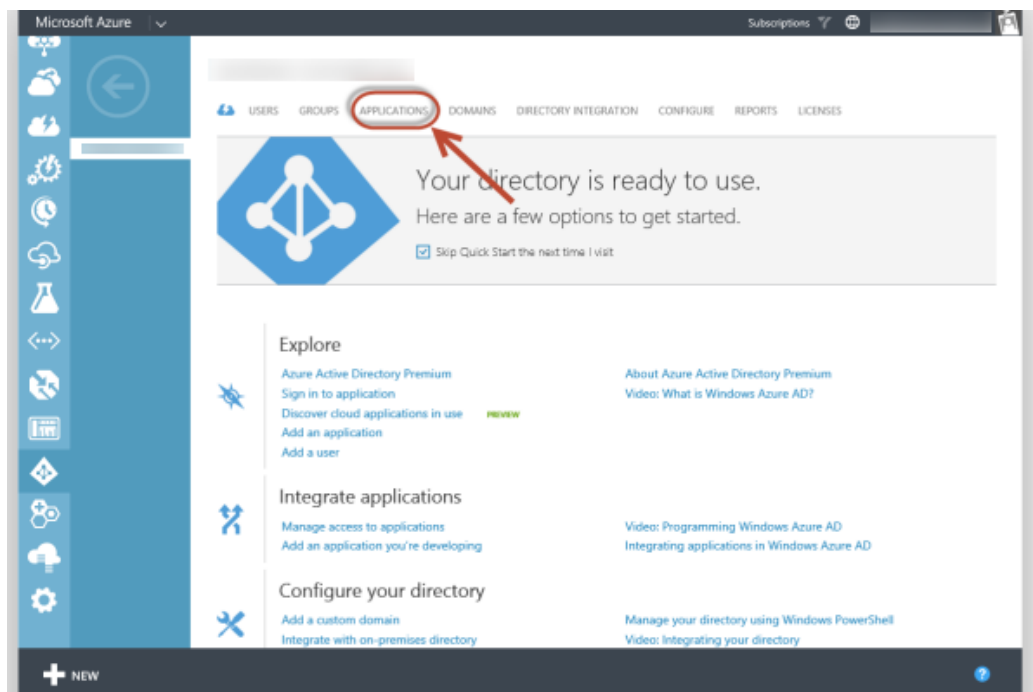 Microsoft Azure
Subscriptions
USERS GROUPS APPLICATIONS DOMAINS DIRECTORY INTEGRATION CONFIGURE REPORTS LICENSES
Your directory is ready to use.
Here are a few options to get started.
Skip Quick Start the next time I visit
Explore
Azure Active Directory Premium
About Azure Active Directory Premium
Sign in to application
Video: What is Windows Azure AD?
Discover cloud applications in use PREVIEW
Add an application
Add a user
Integrate applications
Manage access to applications
Video: Programming Windows Azure AD
Add an application you're developing
Integrating applications in Windows Azure AD
Configure your directory
Add a custom domain
Manage your directory using Windows PowerShell
Integrate with on-premises directory
Video: Integrating your directory
NEW
?